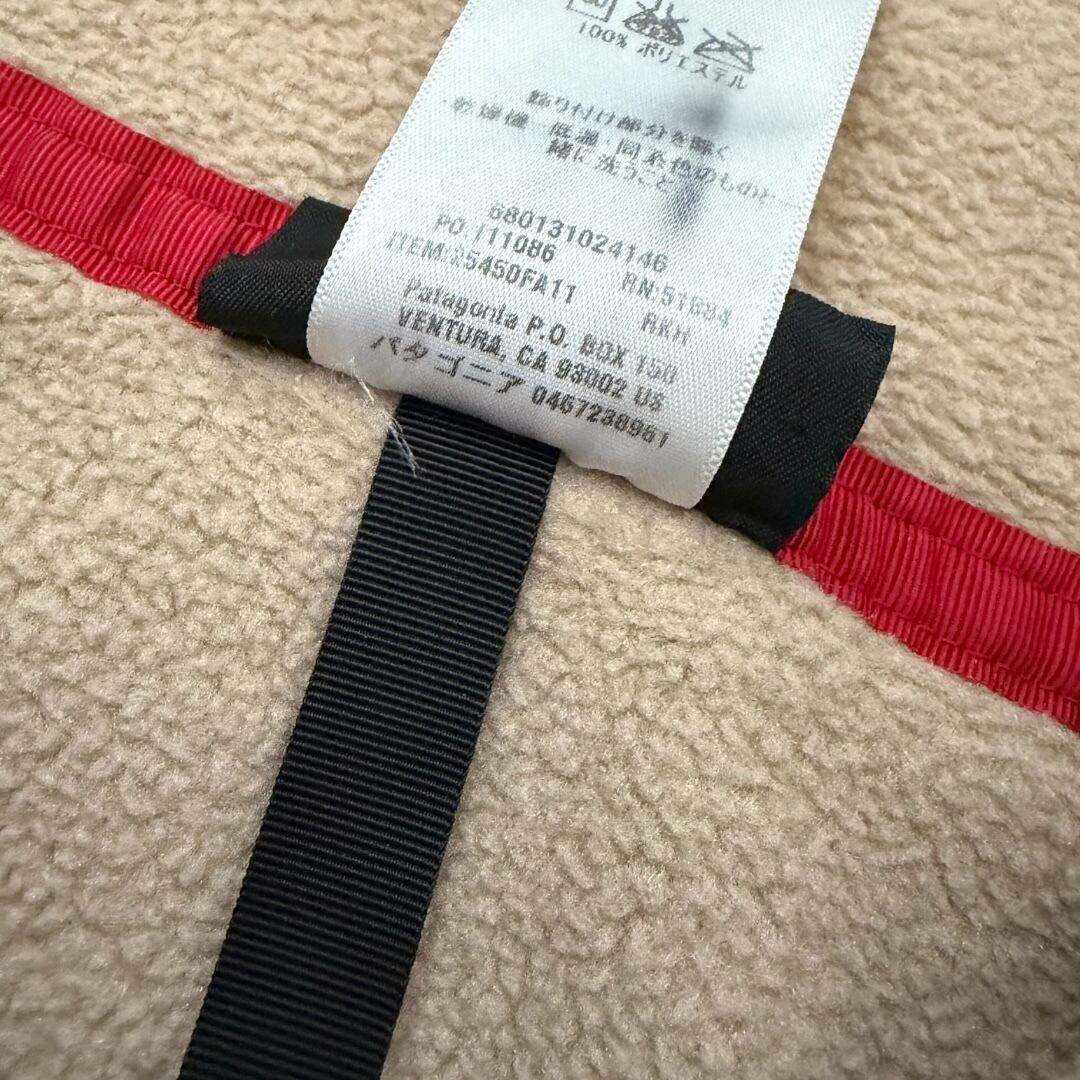 100% ポリエステル
飾り付け部分を除く
乾燥機 低温・同系色のものと
一緒に洗うこと
680131024146
PO.111086 RN:51884
ITEM:25450FA11 RKH
Patagonia P.O. BOX 150
VENTURA, CA 93002 US
パタゴニア 0467238961